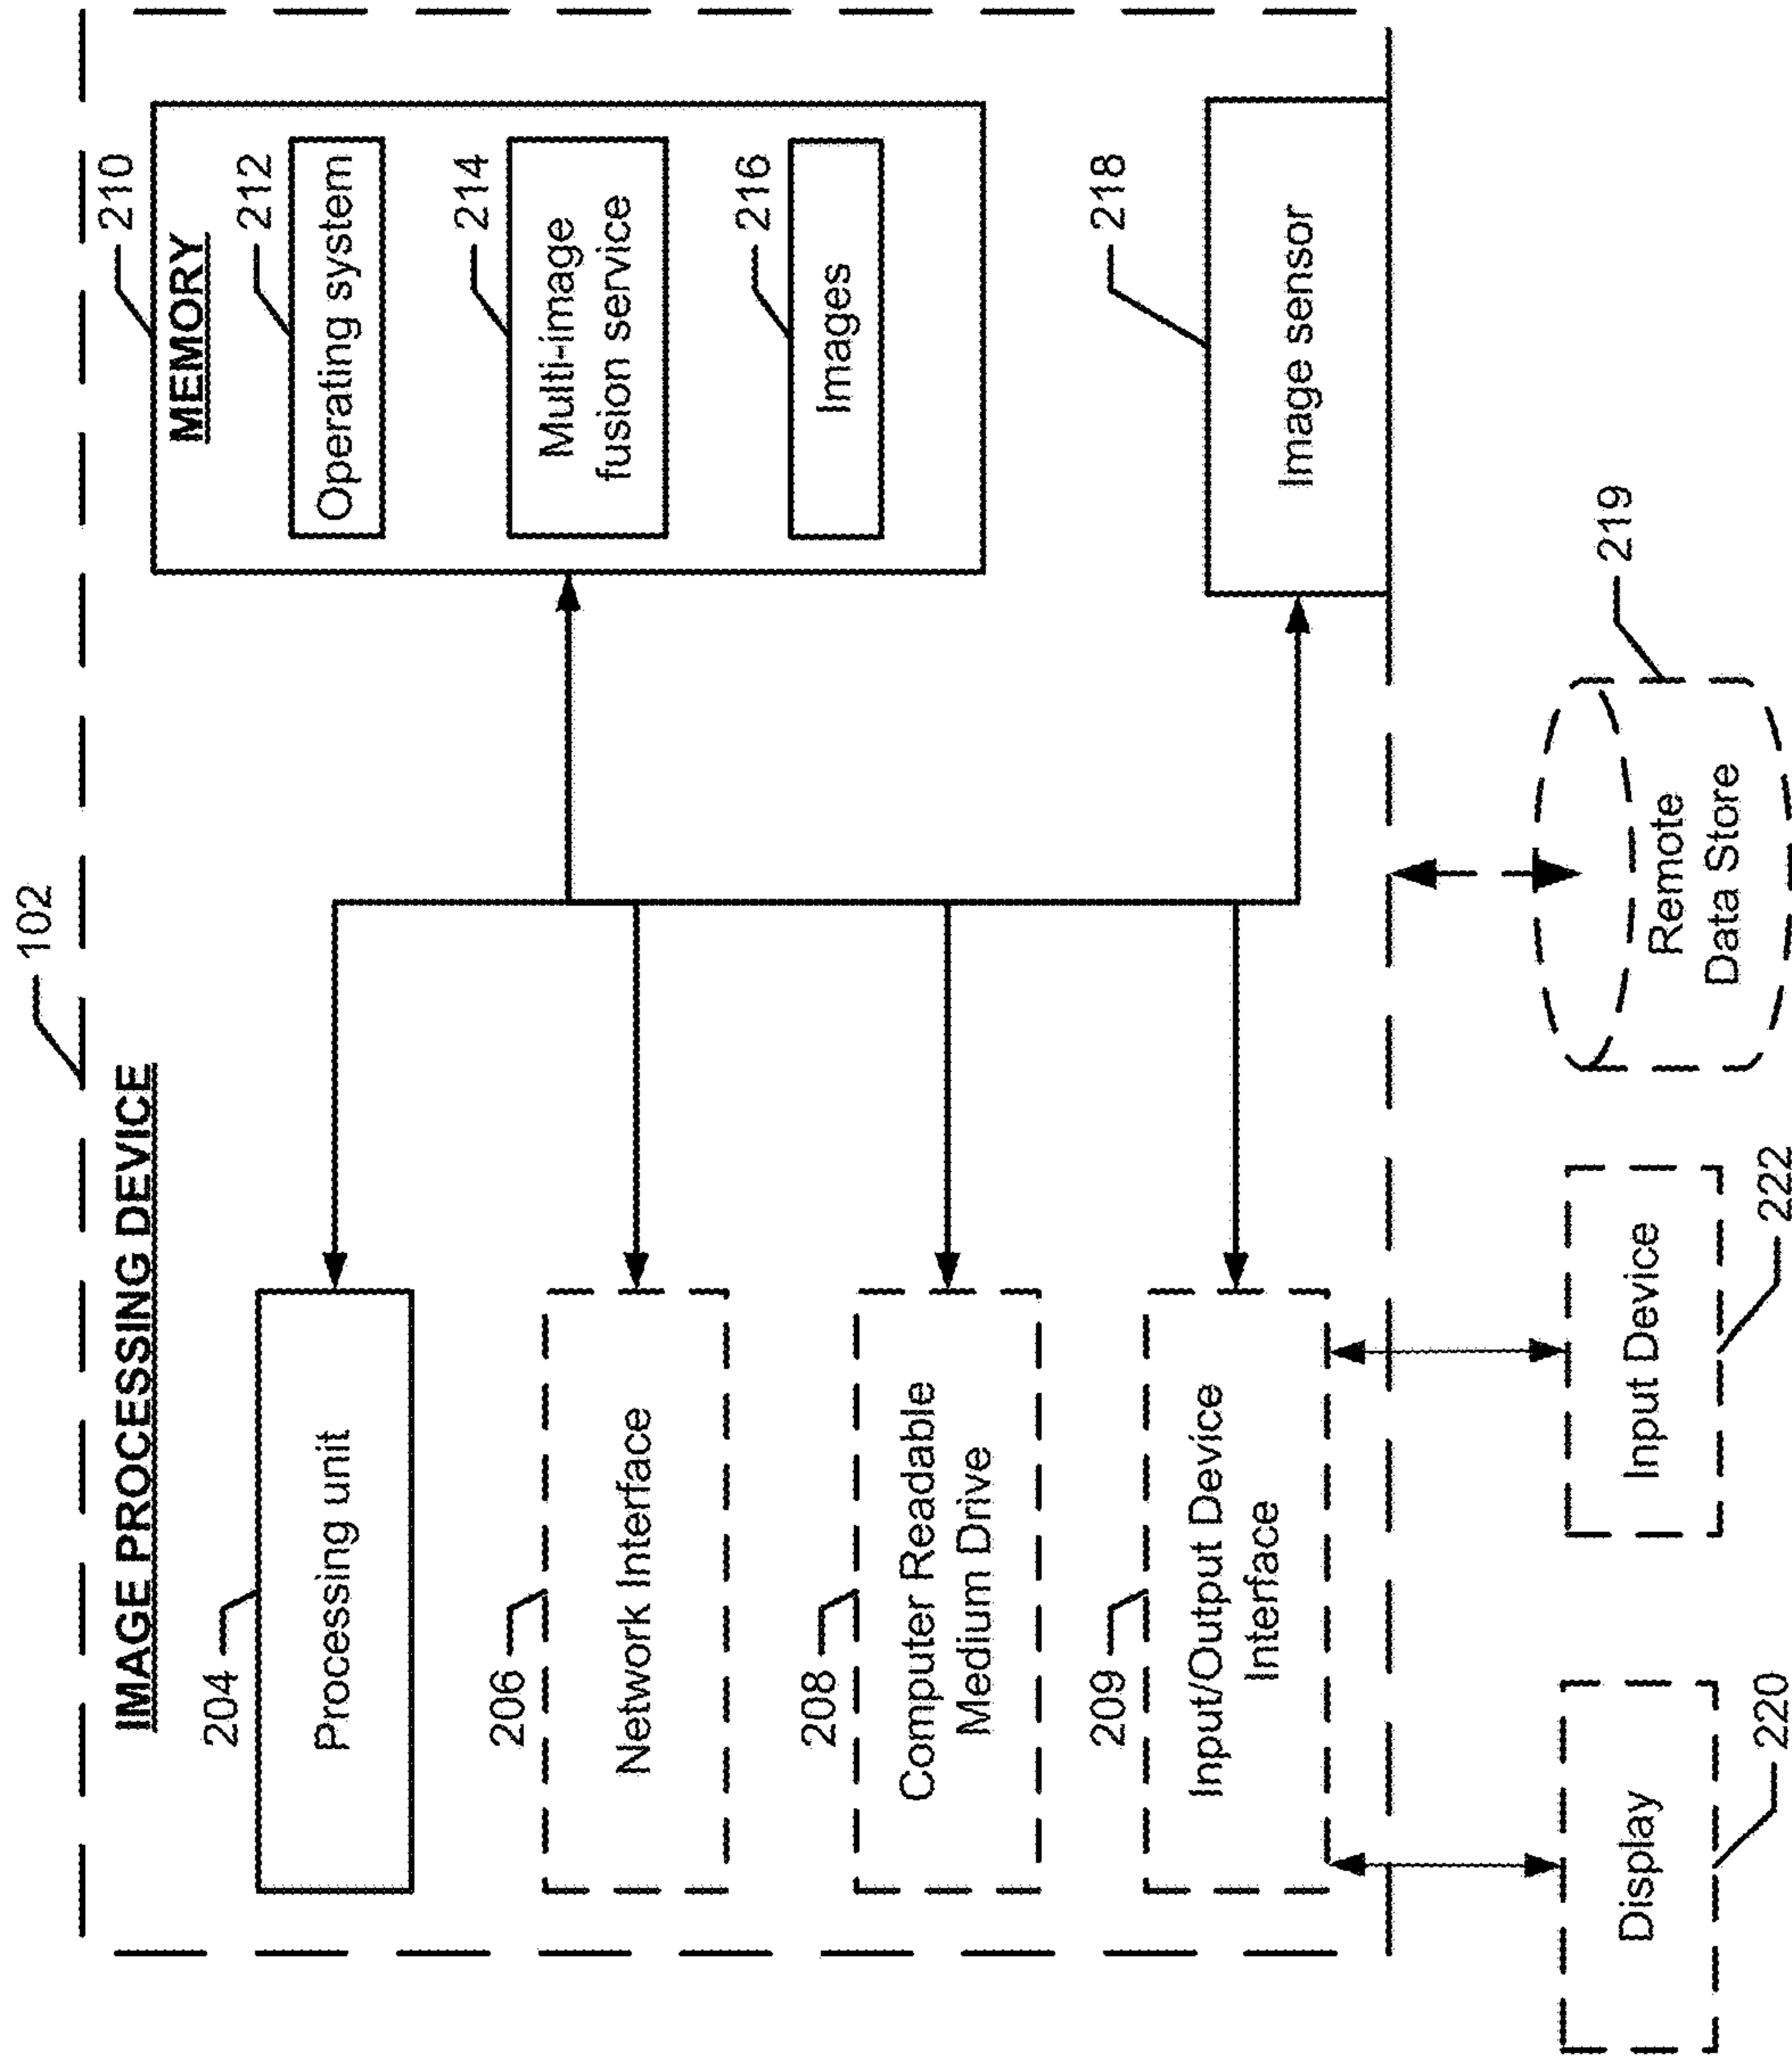 102
IMAGE PROCESSING DEVICE
204
Processing unit
206
Network Interface
208
Computer Readable
Medium Drive
209
Input/Output Device
Interface
210
MEMORY
212
Operating system
214
Multi-image
fusion service
216
Images
218
Image sensor
Display
220
Input Device
222
Remote
Data Store
219